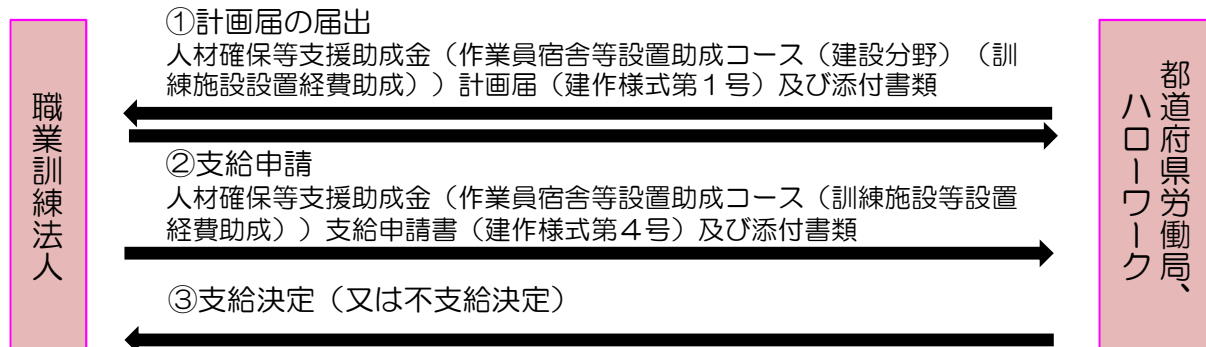 職業訓練法人
①計画届の届出
人材確保等支援助成金（作業員宿舎等設置助成コース（建設分野）（訓
練施設設置経費助成））計画届（建作様式第１号）及び添付書類
②支給申請
人材確保等支援助成金（作業員宿舎等設置助成コース（訓練施設等設置
経費助成））支給申請書（建作様式第４号）及び添付書類
③支給決定（又は不支給決定）
都道府県労働局、
ハローワーク